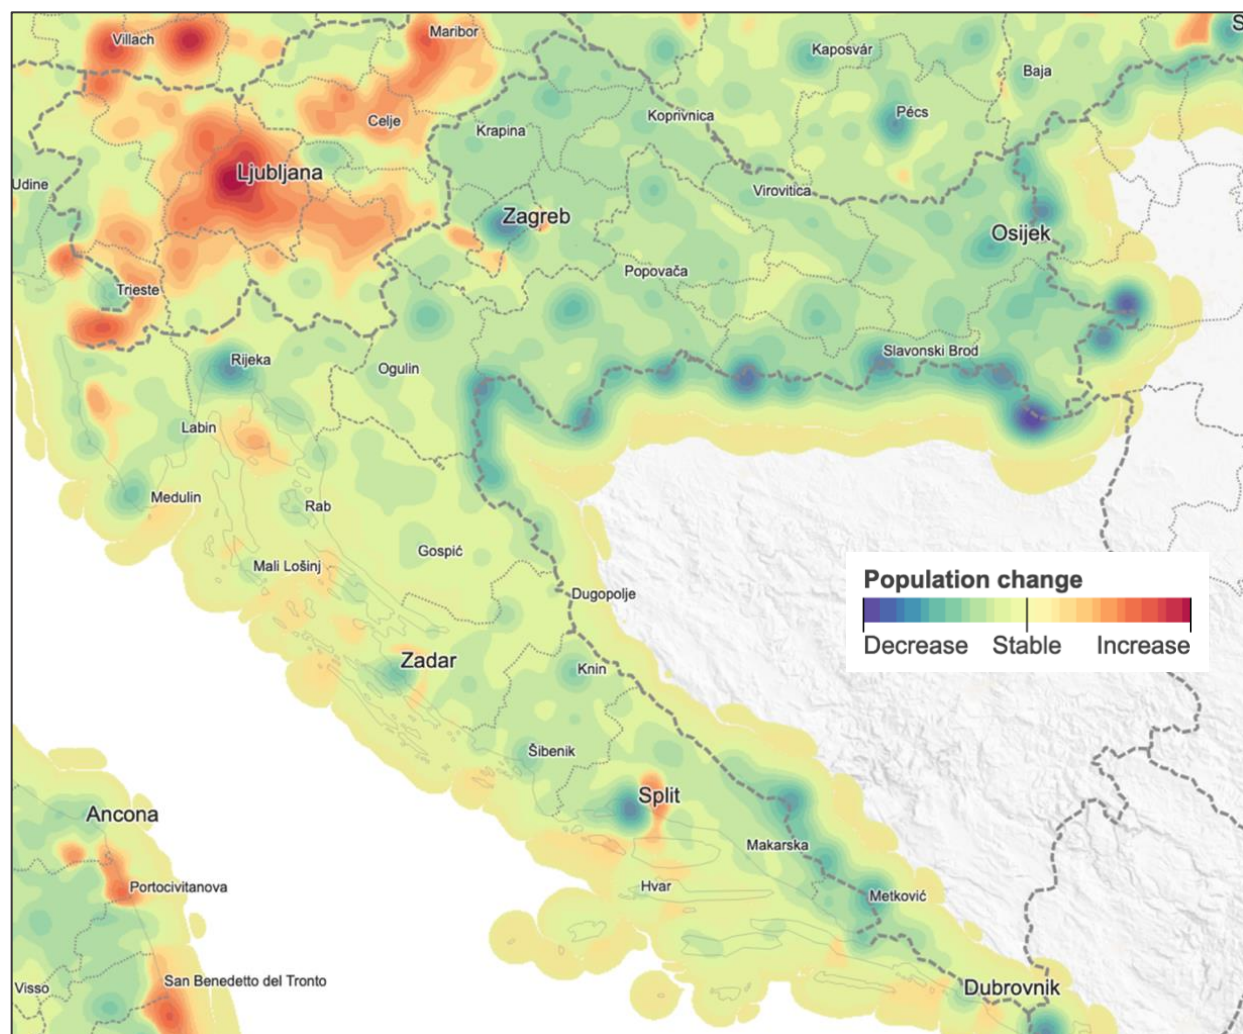 Villach
Maribor
S
Kaposvár
Baja
Celje
Koprivnica
Pécs
Krapina
Ljubljana
Udine
Virovitica
Zagreb
Osijek
Popovača
Trieste
Rijeka
Slavonski Brod
Ogulin
Labin
Medulin
Rab
Gospić
Mali Lošinj
Dugopolje
Population change
Decrease
Stable
Increase
Zadar
Knin
Šibenik
Split
Ancona
Makarska
Portocivitanova
Hvar
Metković
San Benedetto del Tronto
Visso
Dubrovnik